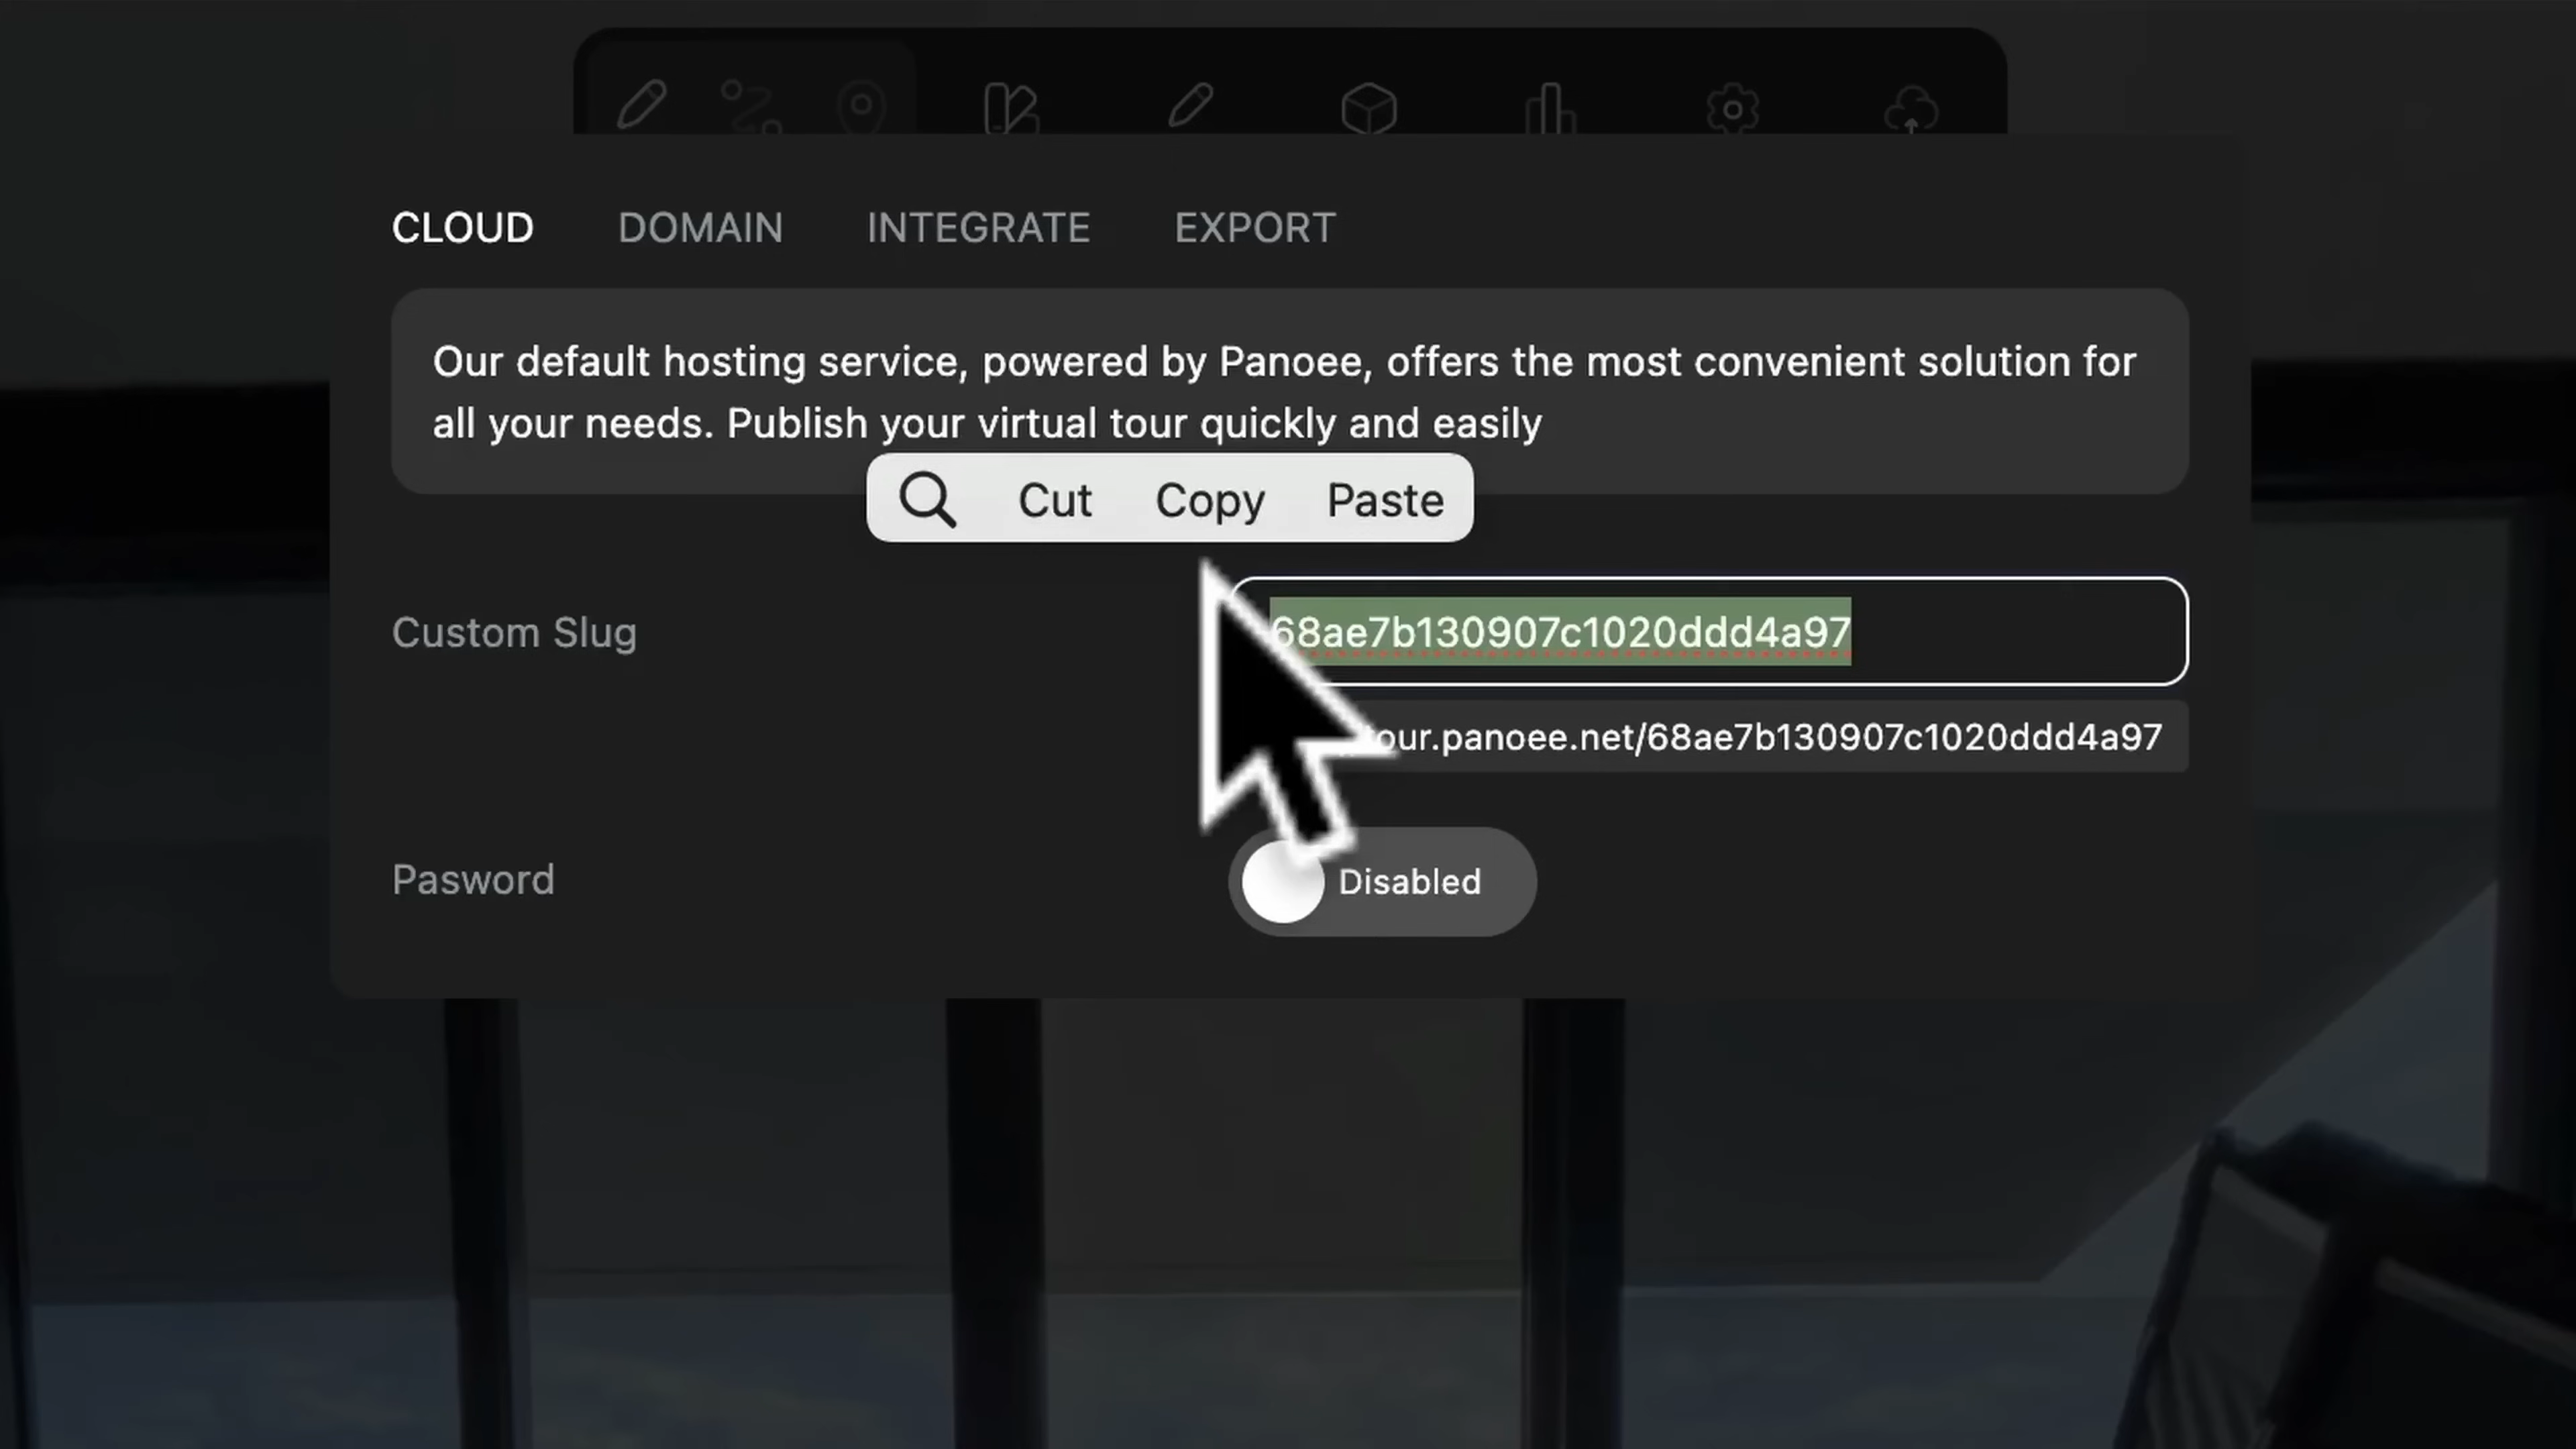 CLOUD DOMAIN INTEGRATE EXPORT
Our default hosting service, powered by Panoee, offers the most convenient solution for
all your needs. Publish your virtual tour quickly and easily
Cut Copy Paste
Custom Slug 68ae7b130907c1020ddd4a97
tour.panoee.net/68ae7b130907c1020ddd4a97
Pasword Disabled